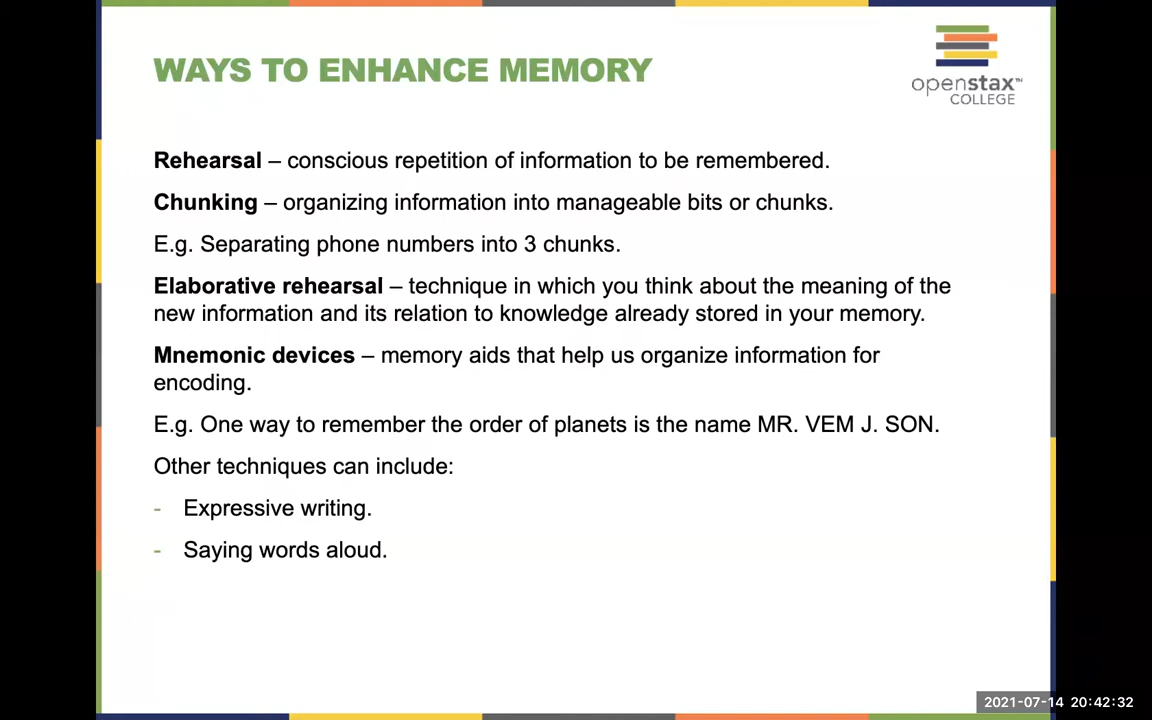 WAYS TO ENHANCE MEMORY
openstax™
COLLEGE
Rehearsal – conscious repetition of information to be remembered.
Chunking – organizing information into manageable bits or chunks.
E.g. Separating phone numbers into 3 chunks.
Elaborative rehearsal – technique in which you think about the meaning of the
new information and its relation to knowledge already stored in your memory.
Mnemonic devices – memory aids that help us organize information for
encoding.
E.g. One way to remember the order of planets is the name MR. VEM J. SON.
Other techniques can include:
- Expressive writing.
- Saying words aloud.
2021-07-14 20:42:32